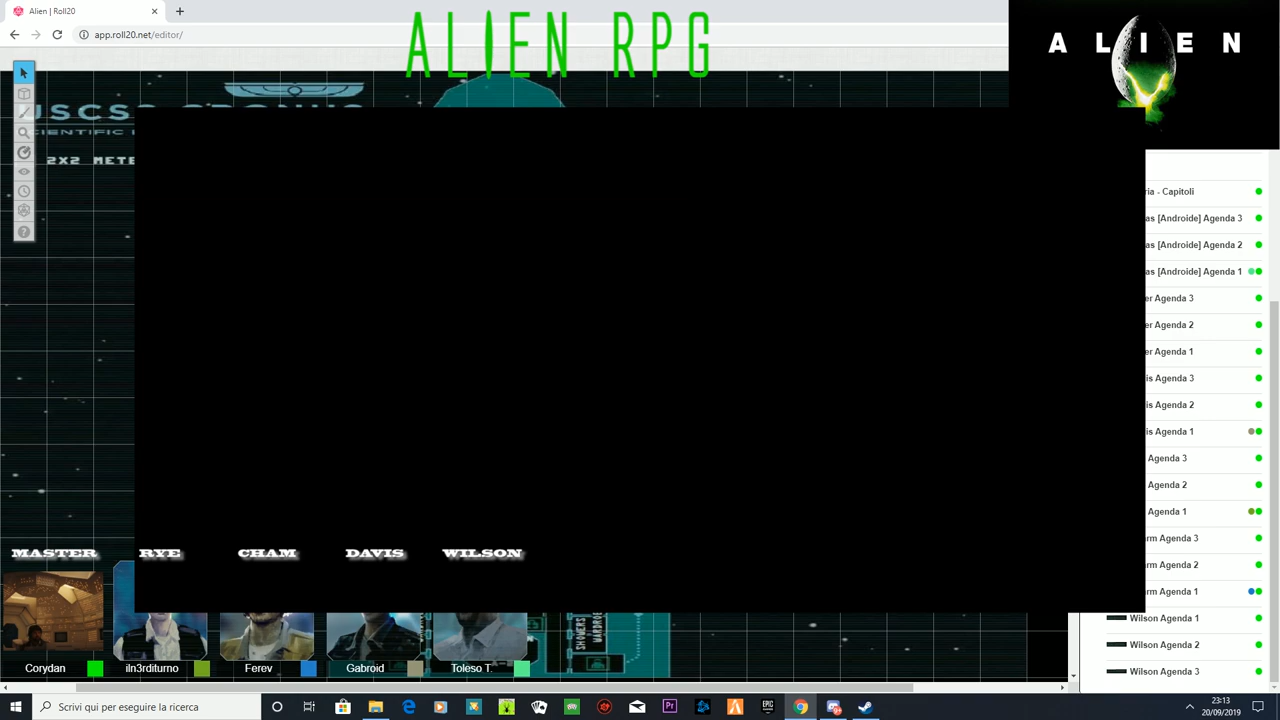 Alien | Roll20
app.roll20.net/editor/
ALIEN RPG
ALIEN
2X2 METE
ria - Capitoli
as [Androide] Agenda 3
as [Androide] Agenda 2
as [Androide] Agenda 1
er Agenda 3
er Agenda 2
er Agenda 1
is Agenda 3
is Agenda 2
is Agenda 1
Agenda 3
Agenda 2
Agenda 1
rm Agenda 3
rm Agenda 2
rm Agenda 1
Wilson Agenda 1
Wilson Agenda 2
Wilson Agenda 3
MASTER RYE CHAM DAVIS WILSON
SHOWERS
WARDRO
Corydan iln3rditurno Ferev Gabroid Toleso T.
Scrivi qui per eseguire la ricerca
23:13
20/09/2019